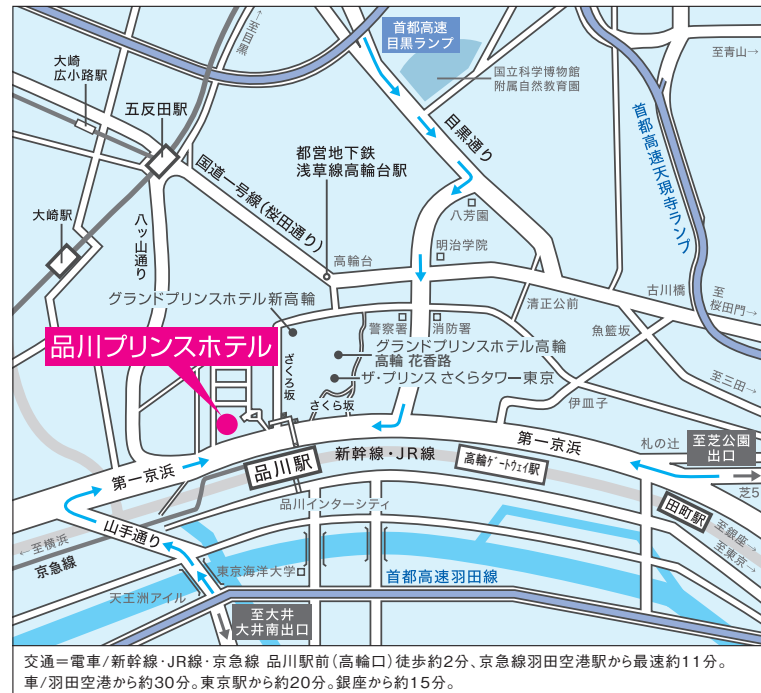 首都高速
目黒ランプ
←至目黒
大崎
広小路駅
国立科学博物館
附属自然教育園
至青山→
五反田駅
目黒通り
首都高速天現寺ランプ
都営地下鉄
浅草線高輪台駅
国道一号線(桜田通り)
大崎駅
八ッ山通り
八芳園
明治学院
高輪台
古川橋
至
桜田門→
グランドプリンスホテル新高輪
清正公前
警察署
消防署
魚籃坂
品川プリンスホテル
ざくろ坂
グランドプリンスホテル高輪
高輪 花香路
ザ・プリンス さくらタワー東京
至三田→
さくら坂
伊皿子
第一京浜
札の辻
至芝公園
出口
新幹線・JR線
高輪ゲートウェイ駅
品川駅
第一京浜
芝5
田町駅
品川インターシティ
山手通り
←至横浜
京急線
至銀座→
至東京→
東京海洋大学
首都高速羽田線
天王洲アイル
至大井
大井南出口
交通=電車/新幹線・JR線・京急線 品川駅前(高輪口)徒歩約2分、京急線羽田空港駅から最速約11分。
車/羽田空港から約30分。東京駅から約20分。銀座から約15分。